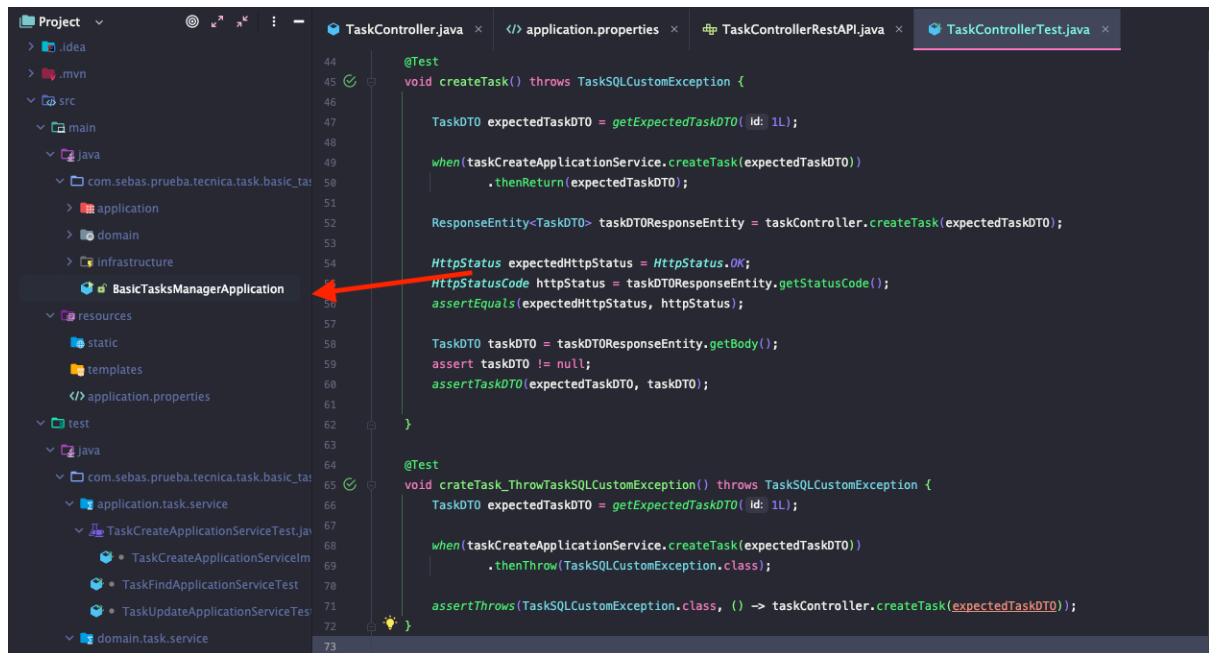 Project
TaskController.java × application.properties × TaskControllerRestAPI.java × TaskControllerTest.java ×
.idea
.mvn
src
main
java
com.sebas.prueba.tecnica.task.basic_tas
application
domain
infrastructure
BasicTasksManagerApplication
resources
static
templates
application.properties
test
java
com.sebas.prueba.tecnica.task.basic_tas
application.task.service
TaskCreateApplicationServiceTest.jav
TaskCreateApplicationServiceIm
TaskFindApplicationServiceTest
TaskUpdateApplicationServiceTest
domain.task.service
44 @Test
45 void createTask() throws TaskSQLCustomException {
46
47 TaskDTO expectedTaskDTO = getExpectedTaskDTO( id: 1L);
48
49 when(taskCreateApplicationService.createTask(expectedTaskDTO))
50 .thenReturn(expectedTaskDTO);
51
52 ResponseEntity<TaskDTO> taskDTOResponseEntity = taskController.createTask(expectedTaskDTO);
53
54 HttpStatus expectedHttpStatus = HttpStatus.OK;
HttpStatusCode httpStatus = taskDTOResponseEntity.getStatusCode();
56 assertEquals(expectedHttpStatus, httpStatus);
57
58 TaskDTO taskDTO = taskDTOResponseEntity.getBody();
59 assert taskDTO != null;
60 assertTaskDTO(expectedTaskDTO, taskDTO);
61
62 }
63
64 @Test
65 void crateTask_ThrowTaskSQLCustomException() throws TaskSQLCustomException {
66 TaskDTO expectedTaskDTO = getExpectedTaskDTO( id: 1L);
67
68 when(taskCreateApplicationService.createTask(expectedTaskDTO))
69 .thenThrow(TaskSQLCustomException.class);
70
71 assertThrows(TaskSQLCustomException.class, () -> taskController.createTask(expectedTaskDTO));
72 }
73